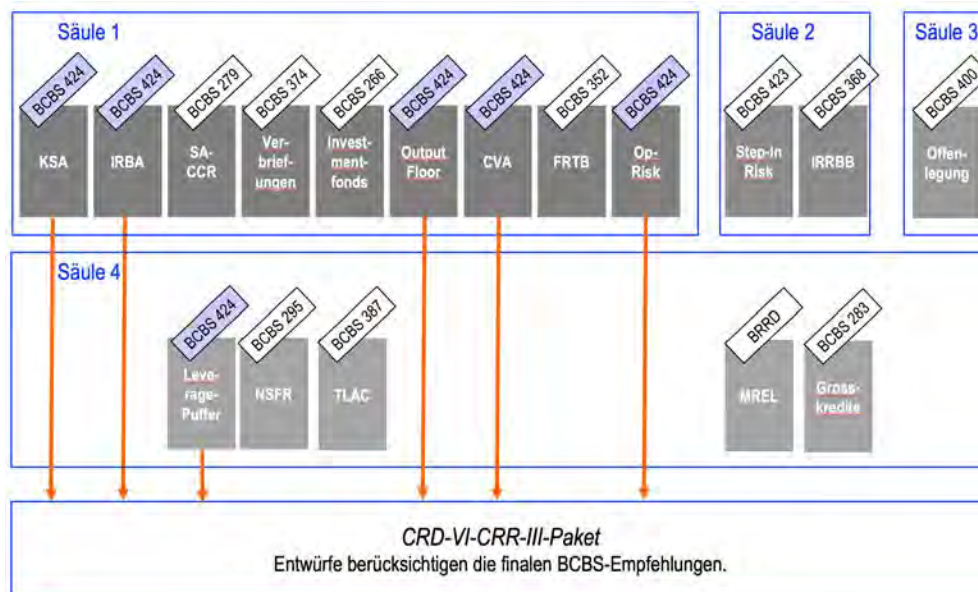 Säule 1
Säule 2
Säule 3
BCBS 424
BCBS 424
BCBS 279
BCBS 374
BCBS 266
BCBS 424
BCBS 424
BCBS 352
BCBS 424
BCBS 423
BCBS 368
BCBS 400
KSA
IRBA
SA-
CCR
Ver-
brief-
ungen
Invest-
ment-
fonds
Output
Floor
CVA
FRTB
Op-
Risk
Step-In
Risk
IRRBB
Offen-
legung
Säule 4
BCBS 424
BCBS 295
BCBS 387
BRRD
BCBS 283
Leve-
rage-
Puffer
NSFR
TLAC
MREL
Gross-
kredite
CRD-VI-CRR-III-Paket
Entwürfe berücksichtigen die finalen BCBS-Empfehlungen.